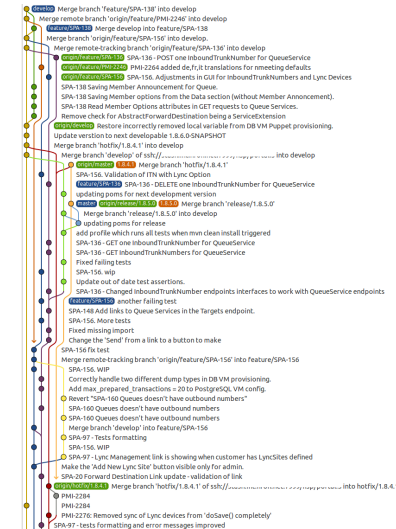 develop Merge branch 'feature/SPA-138' into develop
Merge remote branch 'origin/feature/PMI-2246' into develop
feature/SPA-138 Merge develop into feature/SPA-138
Merge branch 'origin/feature/SPA-156' into develop.
Merge remote-tracking branch 'origin/feature/SPA-136' into develop
origin/feature/SPA-136 SPA-136 - POST one InboundTrunkNumber for QueueService
origin/feature/PMI-2246 PMI-2264 added de,fr,it translations for nmeeting defaults
origin/feature/SPA-156 SPA-156. Adjustments in GUI for InboundTrunkNumbers and Lync Devices
SPA-138 Saving Member Announcement for Queue.
SPA-138 Saving Member options from the Data section (without Member Annoncement).
SPA-138 Read Member Options attributes in GET requests to Queue Services.
Remove check for AbstractForwardDestination being a ServiceExtension
origin/develop Restore incorrectly removed local variable from DB VM Puppet provisioning.
Update verstion to next developable 1.8.6.0-SNAPSHOT
Merge branch 'hotfix/1.8.4.1' into develop
Merge branch 'develop' of ssh:// into develop
origin/master 1.8.4.1 Merge branch 'hotfix/1.8.4.1'
SPA-156. Validation of ITN with Lync Option
feature/SPA-136 SPA-136 - DELETE one InboundTrunkNumber for QueueService
updating poms for next development version
master origin/release/1.8.5.0 1.8.5.0 Merge branch 'release/1.8.5.0'
Merge branch 'release/1.8.5.0' into develop
updating poms for release
add profile which runs all tests when mvn clean install triggered
SPA-136 - GET one InboundTrunkNumber for QueueService
SPA-136 - GET one InboundTrunkNumber for QueueService
Fixed failing tests
SPA-156. wip
Update out of date test assertions.
SPA-136 - Changed InboundTrunkNumber endpoints interfaces to work with QueueService endpoints
feature/SPA-156 another failing test
SPA-148 Add links to Queue Services in the Targets endpoint.
SPA-156. More tests
Fixed missing import
Change the 'Send' from a link to a button to make
SPA-156 fix test
Merge remote-tracking branch 'origin/feature/SPA-156' into feature/SPA-156
SPA-156. WIP
Correctly handle two different dump types in DB VM provisioning.
Add max_prepared_transactions = 20 to PostgreSQL VM config.
Revert "SPA-160 Queues doesn't have outbound numbers"
SPA-160 Queues doesn't have outbound numbers
SPA-160 Queues doesn't have outbound numbers
Merge branch 'develop' into feature/SPA-156
SPA-97 - Tests formatting
SPA-156. WIP
SPA-97 - Lync Management link is showing when customer has LyncSites defined
Make the 'Add New Lync Site' button visible only for admin.
SPA-20 Forward Destination Link update - validation of link
origin/hotfix/1.8.4.1 Merge branch 'hotfix/1.8.4.1' of ssh:// into hotfix/1.8.4.
PMI-2284
PMI-2284
PMI-2276: Removed sync of Lync devices from 'doSave() completely'
SPA-97 - tests formatting and error messages improved